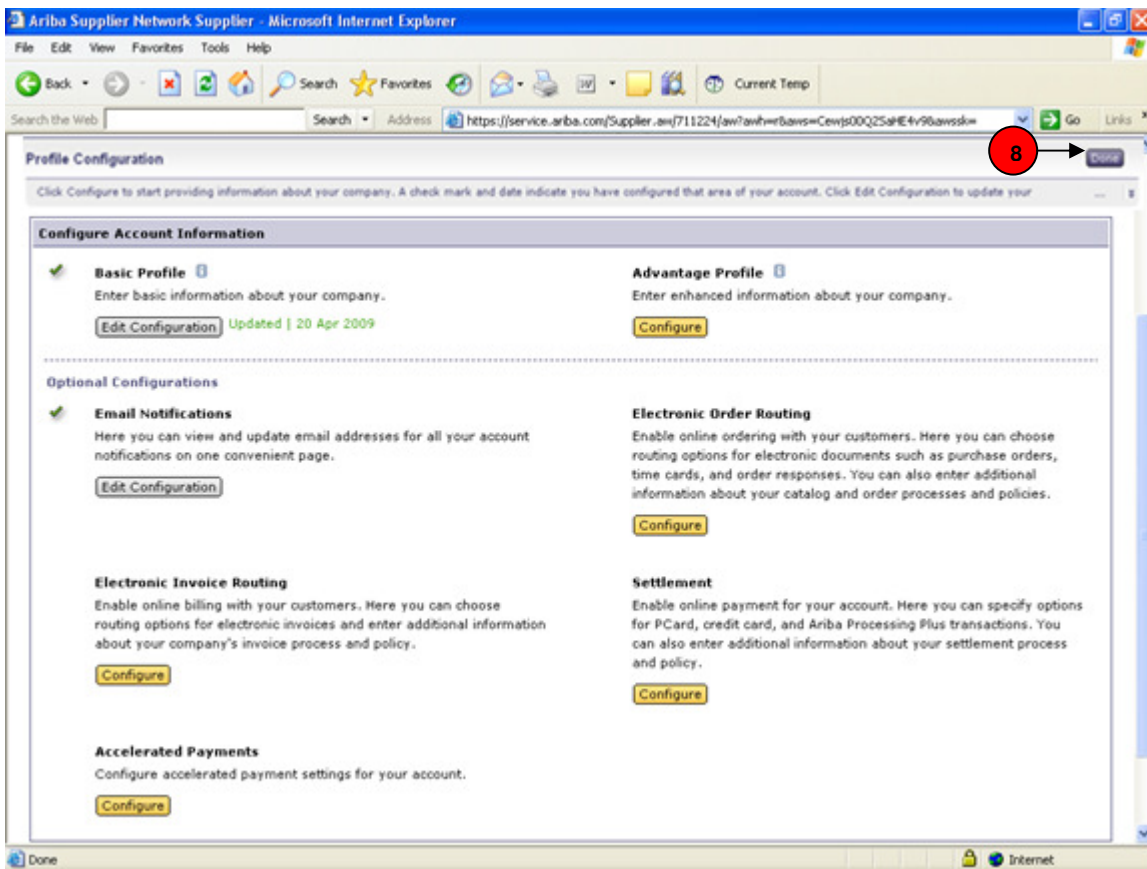 Ariba Supplier Network Supplier - Microsoft Internet Explorer
File Edit View Favorites Tools Help
Back Search Favorites W Current Temp
Search the Web Search Address https://service.ariba.com/Supplier.aw/711224/aw?awh=r&aws= Go Links
8
Profile Configuration Done
Click Configure to start providing information about your company. A check mark and date indicate you have configured that area of your account. Click Edit Configuration to update your ...
Configure Account Information
Basic Profile Advantage Profile
Enter basic information about your company. Enter enhanced information about your company.
Edit Configuration Updated | 20 Apr 2009 Configure
Optional Configurations
Email Notifications
Here you can view and update email addresses for all your account
notifications on one convenient page.
Edit Configuration
Electronic Order Routing
Enable online ordering with your customers. Here you can choose
routing options for electronic documents such as purchase orders,
time cards, and order responses. You can also enter additional
information about your catalog and order processes and policies.
Configure
Electronic Invoice Routing
Enable online billing with your customers. Here you can choose
routing options for electronic invoices and enter additional information
about your company's invoice process and policy.
Configure
Settlement
Enable online payment for your account. Here you can specify options
for PCard, credit card, and Ariba Processing Plus transactions. You
can also enter additional information about your settlement process
and policy.
Configure
Accelerated Payments
Configure accelerated payment settings for your account.
Configure
Done Internet